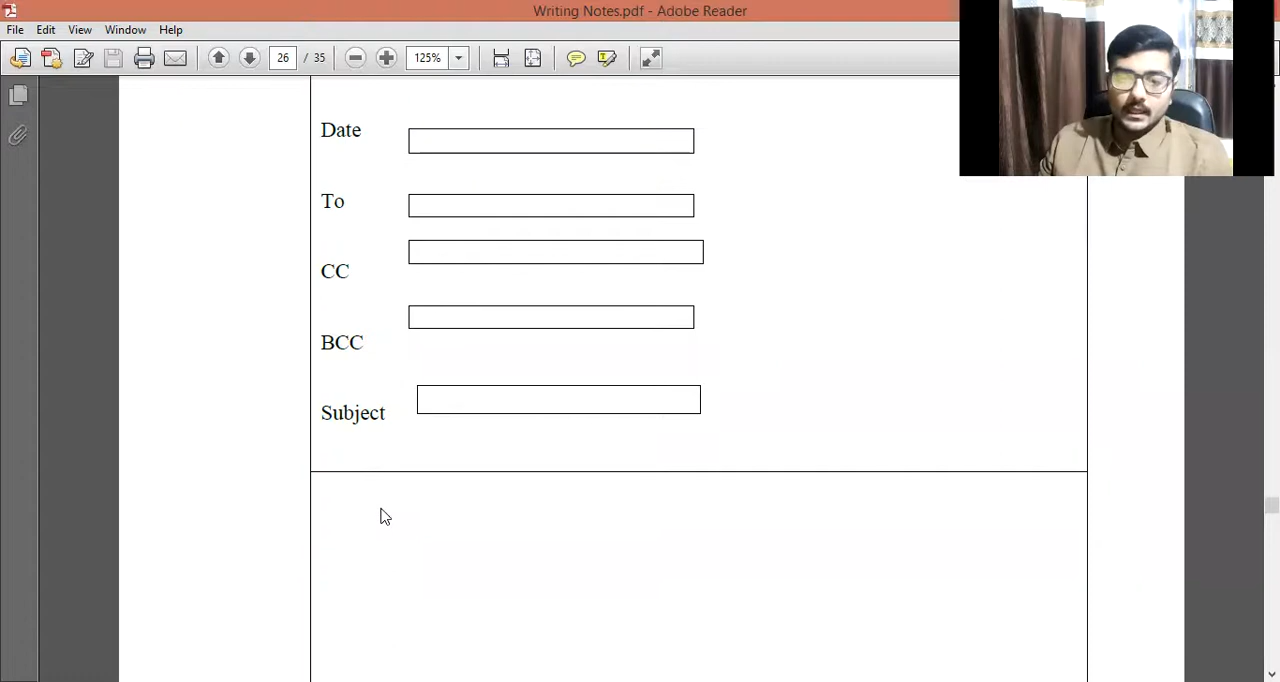 Writing Notes.pdf - Adobe Reader
File Edit View Window Help
26 / 35 125%
Date
To
CC
BCC
Subject